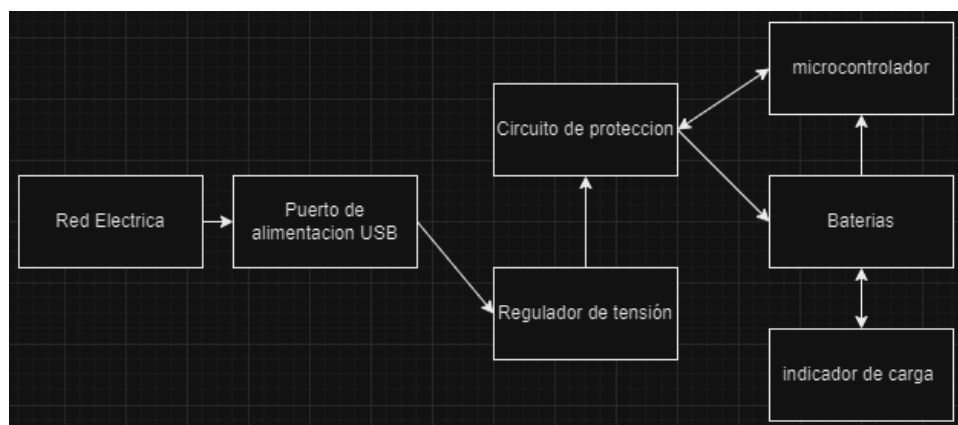 Red Electrica
Puerto de
alimentacion USB
Circuito de proteccion
Regulador de tensión
microcontrolador
Baterias
indicador de carga